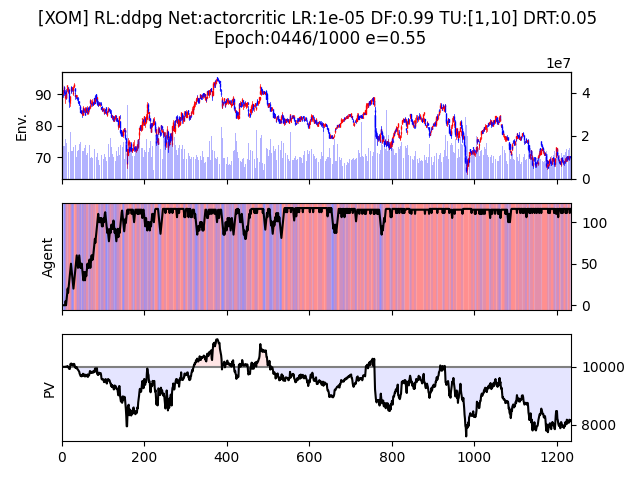 [XOM] RL:ddpg Net:actorcritic LR:1e-05 DF:0.99 TU:[1,10] DRT:0.05
Epoch:0446/1000 e=0.55
1e7
Env.
90
80
70
4
2
0
Agent
100
50
0
PV
10000
8000
0 200 400 600 800 1000 1200